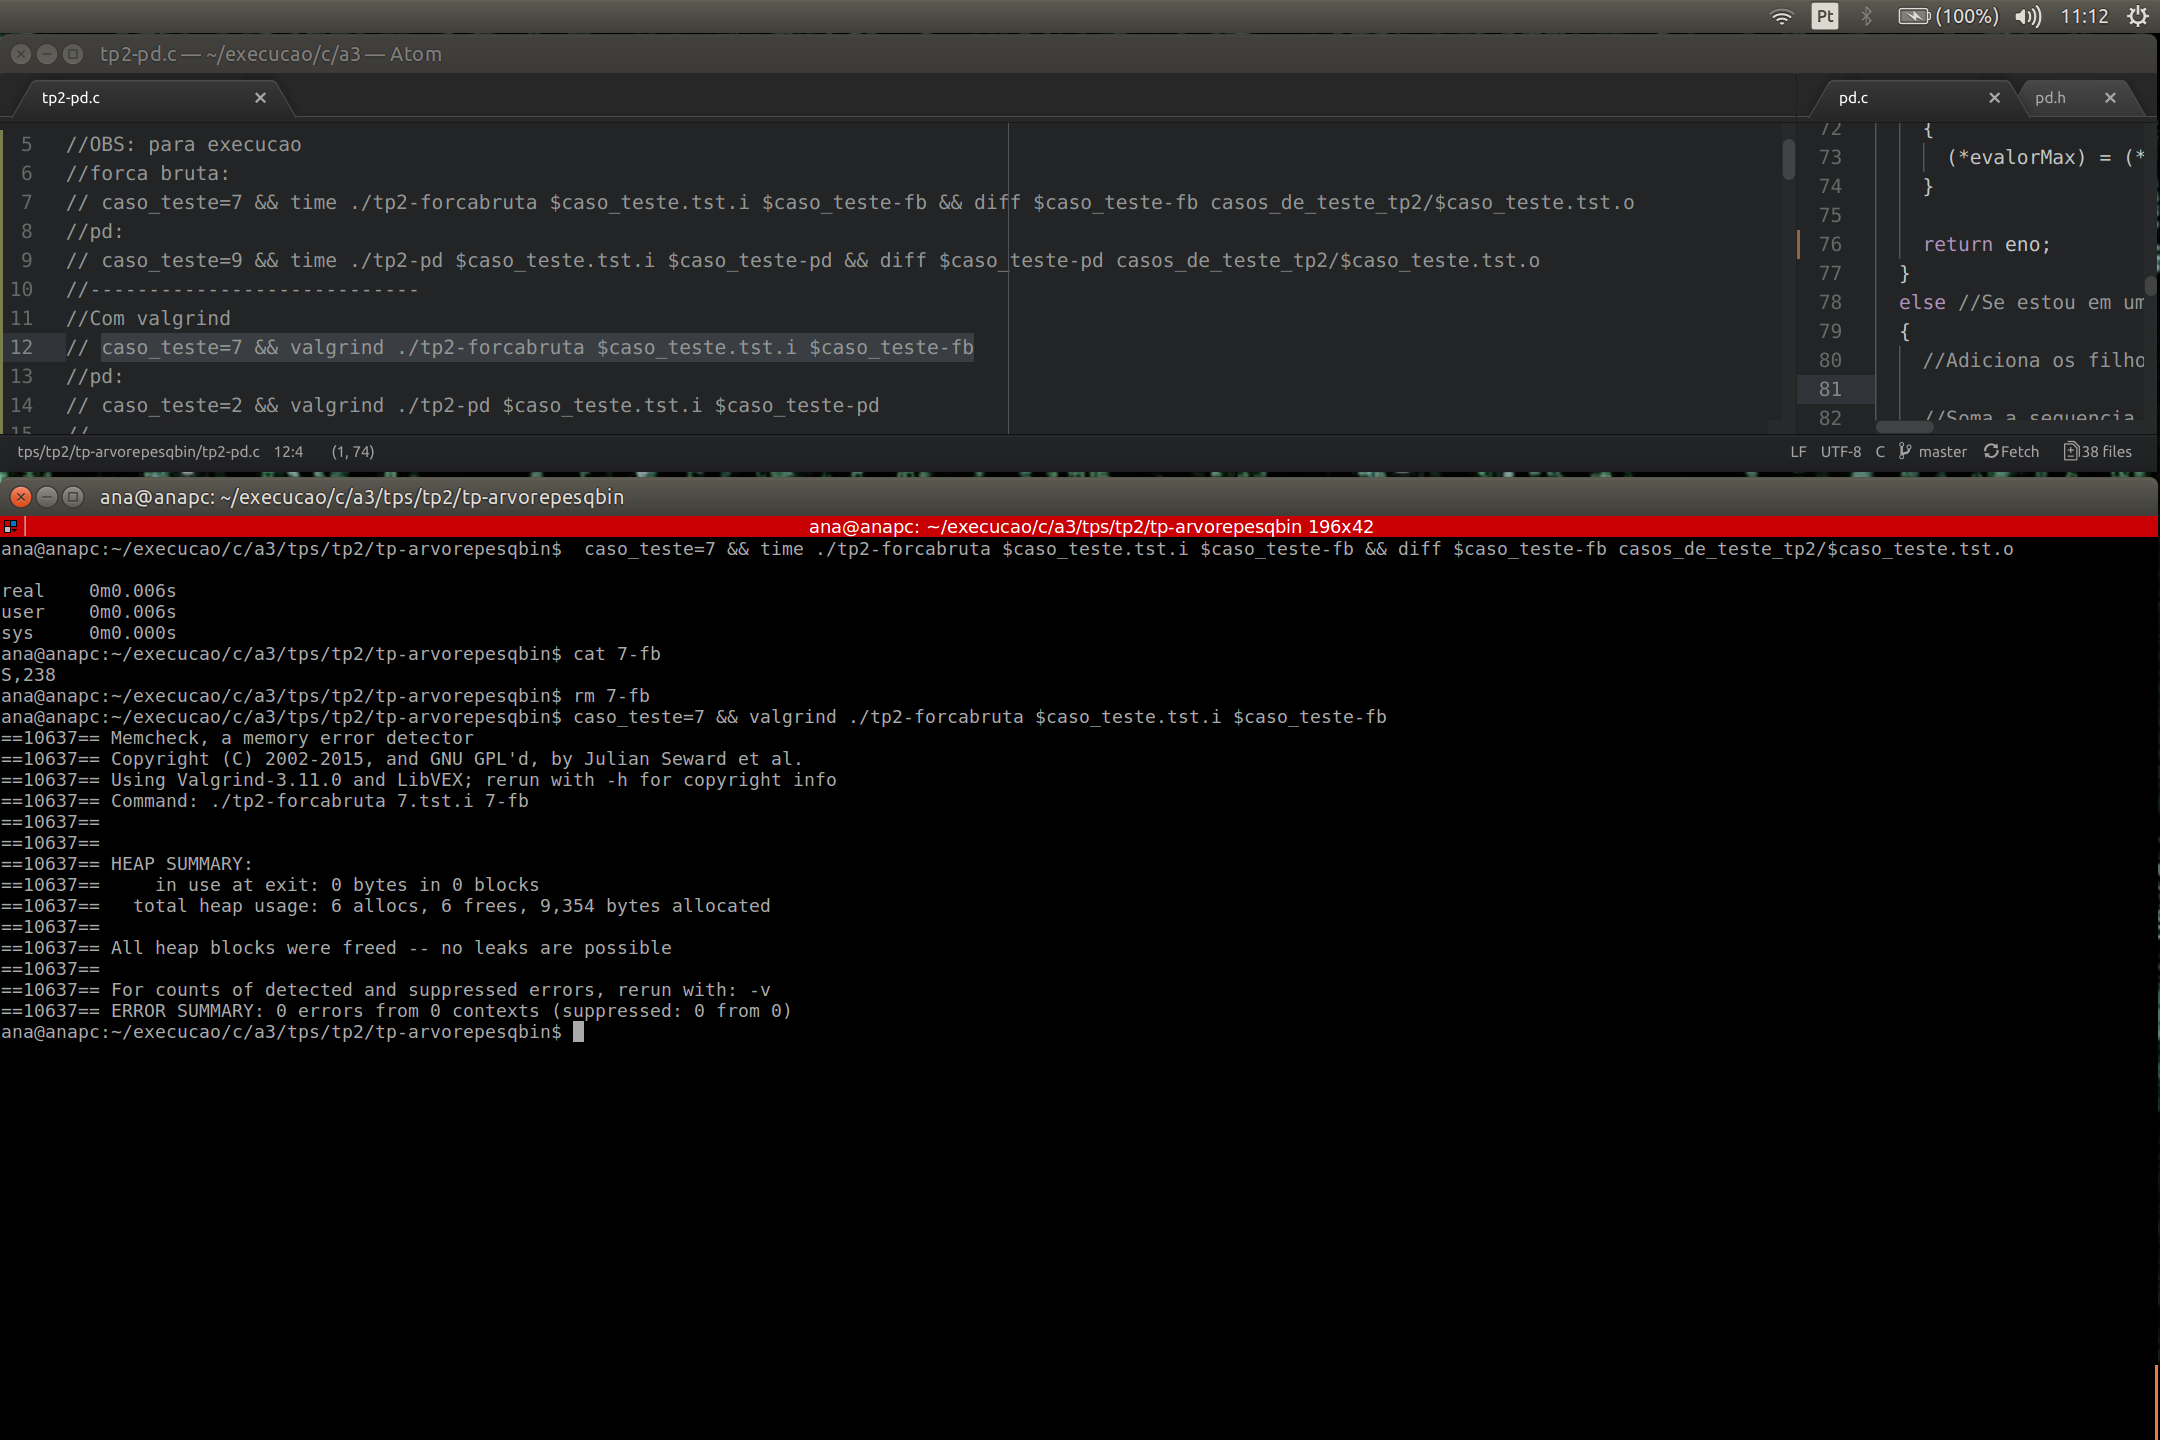 Pt (100%) 11:12
tp2-pd.c — ~/execucao/c/a3 — Atom
tp2-pd.c
5 //OBS: para execucao
6 //forca bruta:
7 // caso_teste=7 && time ./tp2-forcabruta $caso_teste.tst.i $caso_teste-fb && diff $caso_teste-fb casos_de_teste_tp2/$caso_teste.tst.o
8 //pd:
9 // caso_teste=9 && time ./tp2-pd $caso_teste.tst.i $caso_teste-pd && diff $caso_teste-pd casos_de_teste_tp2/$caso_teste.tst.o
10 //----------------------------
11 //Com valgrind
12 // caso_teste=7 && valgrind ./tp2-forcabruta $caso_teste.tst.i $caso_teste-fb
13 //pd:
14 // caso_teste=2 && valgrind ./tp2-pd $caso_teste.tst.i $caso_teste-pd
15 //
pd.c pd.h
72 {
73 (*evalorMax) = (*
74 }
75
76 return eno;
77 }
78 else //Se estou em um
79 {
80 //Adiciona os filho
81
82 //Soma a sequencia
tps/tp2/tp-arvorepesqbin/tp2-pd.c 12:4 (1, 74) LF UTF-8 C master Fetch 38 files
ana@anapc: ~/execucao/c/a3/tps/tp2/tp-arvorepesqbin
ana@anapc: ~/execucao/c/a3/tps/tp2/tp-arvorepesqbin 196x42
ana@anapc:~/execucao/c/a3/tps/tp2/tp-arvorepesqbin$  caso_teste=7 && time ./tp2-forcabruta $caso_teste.tst.i $caso_teste-fb && diff $caso_teste-fb casos_de_teste_tp2/$caso_teste.tst.o
real 0m0.006s
user 0m0.006s
sys 0m0.000s
ana@anapc:~/execucao/c/a3/tps/tp2/tp-arvorepesqbin$ cat 7-fb
S,238
ana@anapc:~/execucao/c/a3/tps/tp2/tp-arvorepesqbin$ rm 7-fb
ana@anapc:~/execucao/c/a3/tps/tp2/tp-arvorepesqbin$ caso_teste=7 && valgrind ./tp2-forcabruta $caso_teste.tst.i $caso_teste-fb
==10637== Memcheck, a memory error detector
==10637== Copyright (C) 2002-2015, and GNU GPL'd, by Julian Seward et al.
==10637== Using Valgrind-3.11.0 and LibVEX; rerun with -h for copyright info
==10637== Command: ./tp2-forcabruta 7.tst.i 7-fb
==10637==
==10637==
==10637== HEAP SUMMARY:
==10637==     in use at exit: 0 bytes in 0 blocks
==10637==   total heap usage: 6 allocs, 6 frees, 9,354 bytes allocated
==10637==
==10637== All heap blocks were freed -- no leaks are possible
==10637==
==10637== For counts of detected and suppressed errors, rerun with: -v
==10637== ERROR SUMMARY: 0 errors from 0 contexts (suppressed: 0 from 0)
ana@anapc:~/execucao/c/a3/tps/tp2/tp-arvorepesqbin$